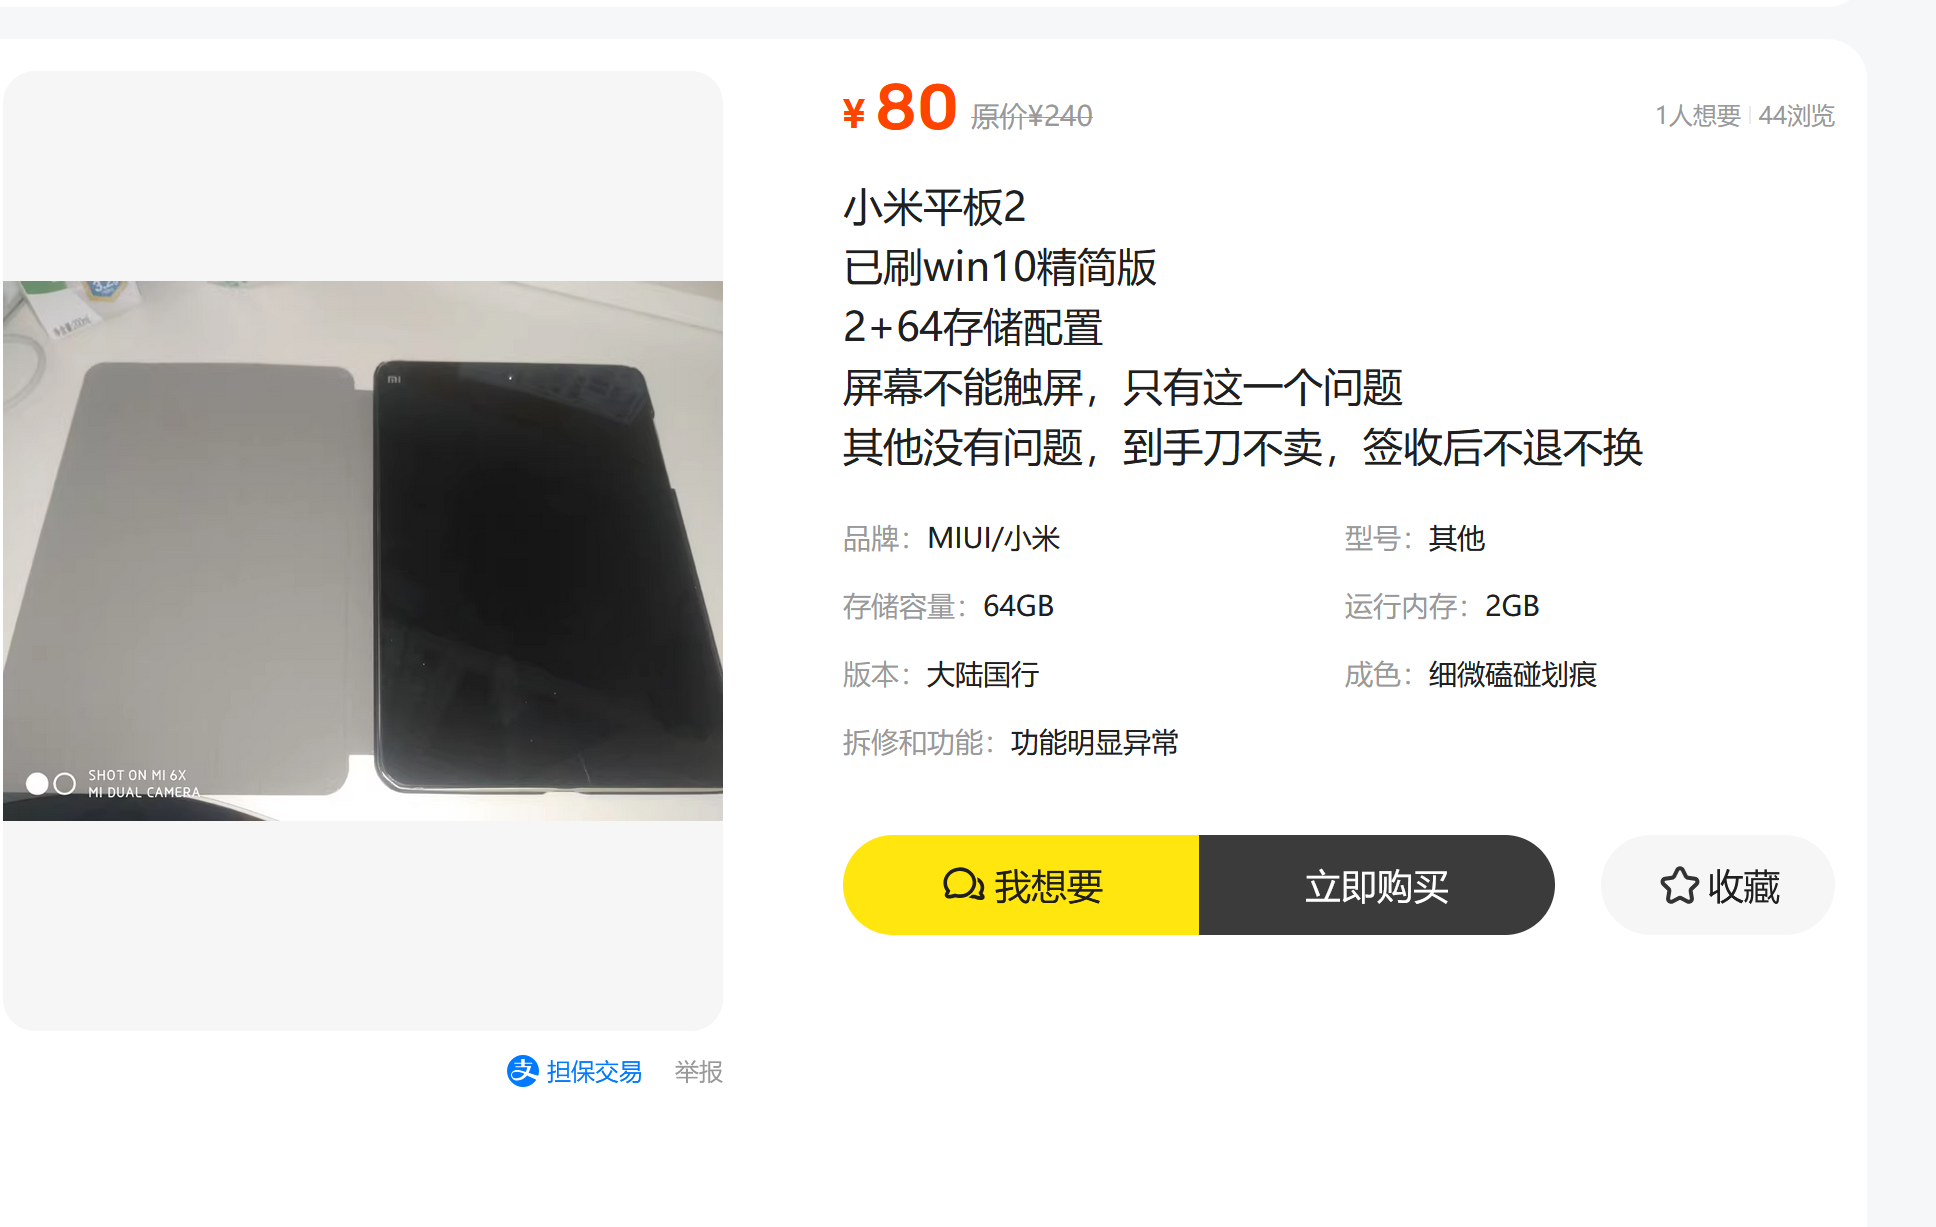 ¥80 原价¥240
1人想要 44浏览
小米平板2
已刷win10精简版
2+64存储配置
屏幕不能触屏，只有这一个问题
其他没有问题，到手刀不卖，签收后不退不换
品牌：MIUI/小米
型号：其他
存储容量：64GB
运行内存：2GB
版本：大陆国行
成色：细微磕碰划痕
拆修和功能：功能明显异常
我想要
立即购买
收藏
mi
SHOT ON MI 6X
MI DUAL CAMERA
担保交易
举报